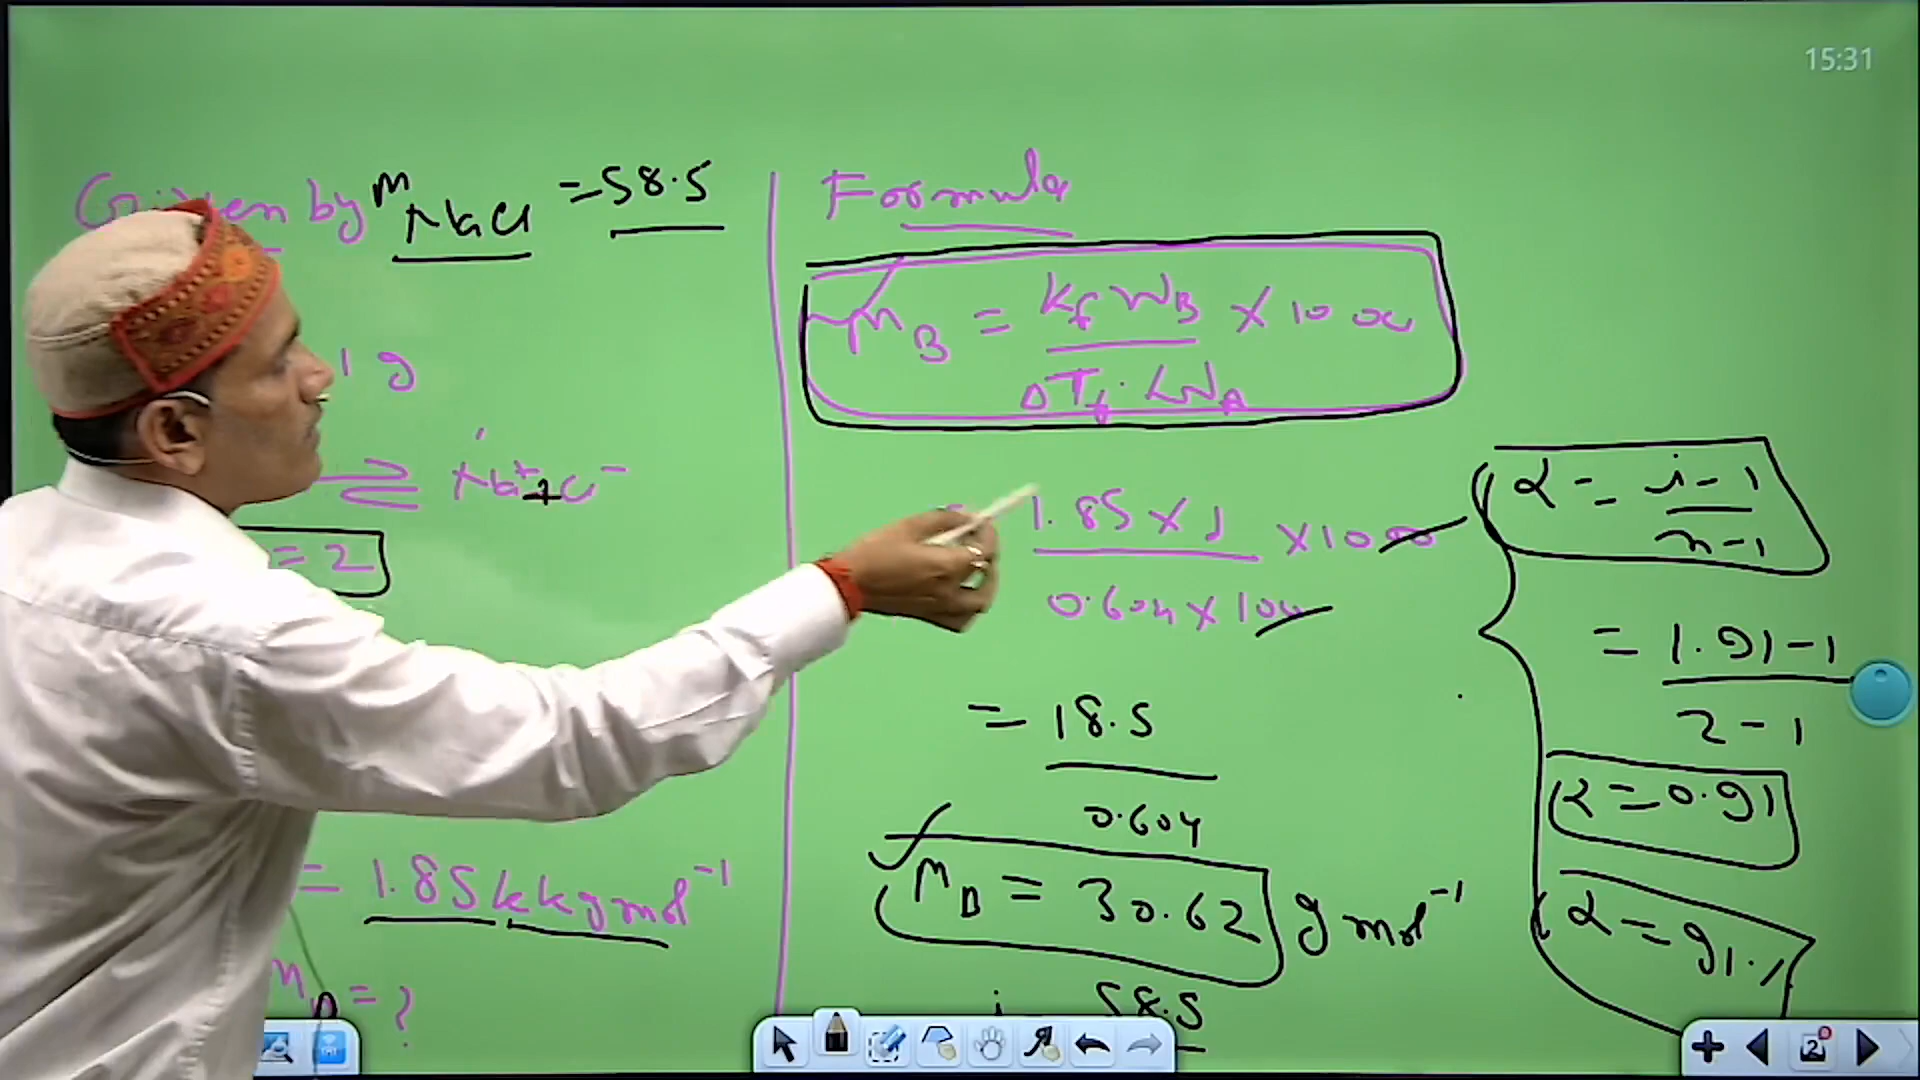 15:31
Given by M NaCl = 58.5
1 g
⇌ Na⁺ + Cl⁻
= 2
= 1.85 k kg mol⁻¹
M_B = ?
Formula
M_B = K_f W_B / ΔT_f · W_A × 1000
1.85 × 1 / 0.604 × 100 × 1000
= 18.5 / 0.604
M_B = 30.62 g mol⁻¹
i = 58.5
α = i-1 / n-1
= 1.91-1 / 2-1
α = 0.91
α = 91%
2